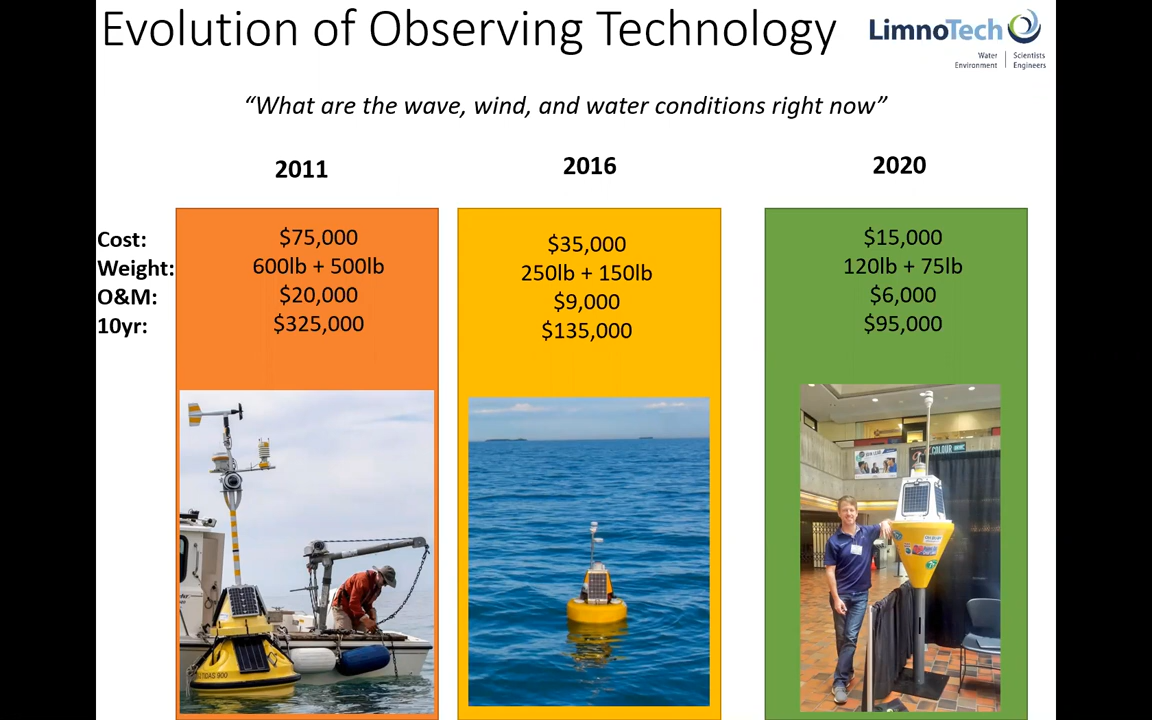 Evolution of Observing Technology
LimnoTech
Water | Scientists
Environment | Engineers
“What are the wave, wind, and water conditions right now”
2011
2016
2020
Cost:
Weight:
O&M:
10yr:
$75,000
600lb + 500lb
$20,000
$325,000
$35,000
250lb + 150lb
$9,000
$135,000
$15,000
120lb + 75lb
$6,000
$95,000
COLOUR